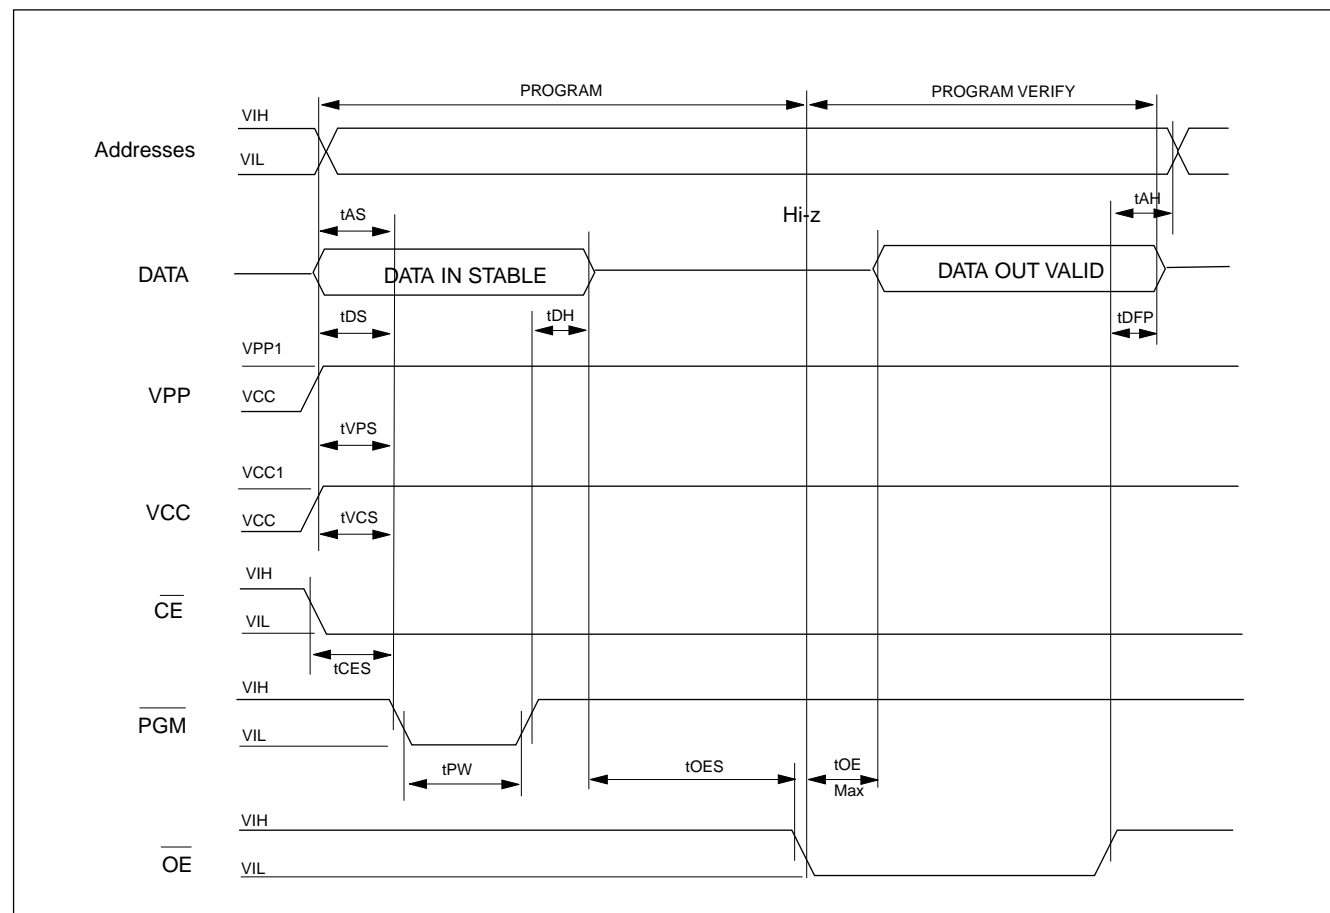 PROGRAM PROGRAM VERIFY
VIH
Addresses
VIL
tAS Hi-z tAH
DATA DATA IN STABLE DATA OUT VALID
tDS tDH tDFP
VPP1
VPP VCC
tVPS
VCC1
VCC VCC
tVCS
VIH
CE
VIL
tCES
VIH
PGM
VIL
tPW tOES tOE
Max
VIH
OE
VIL